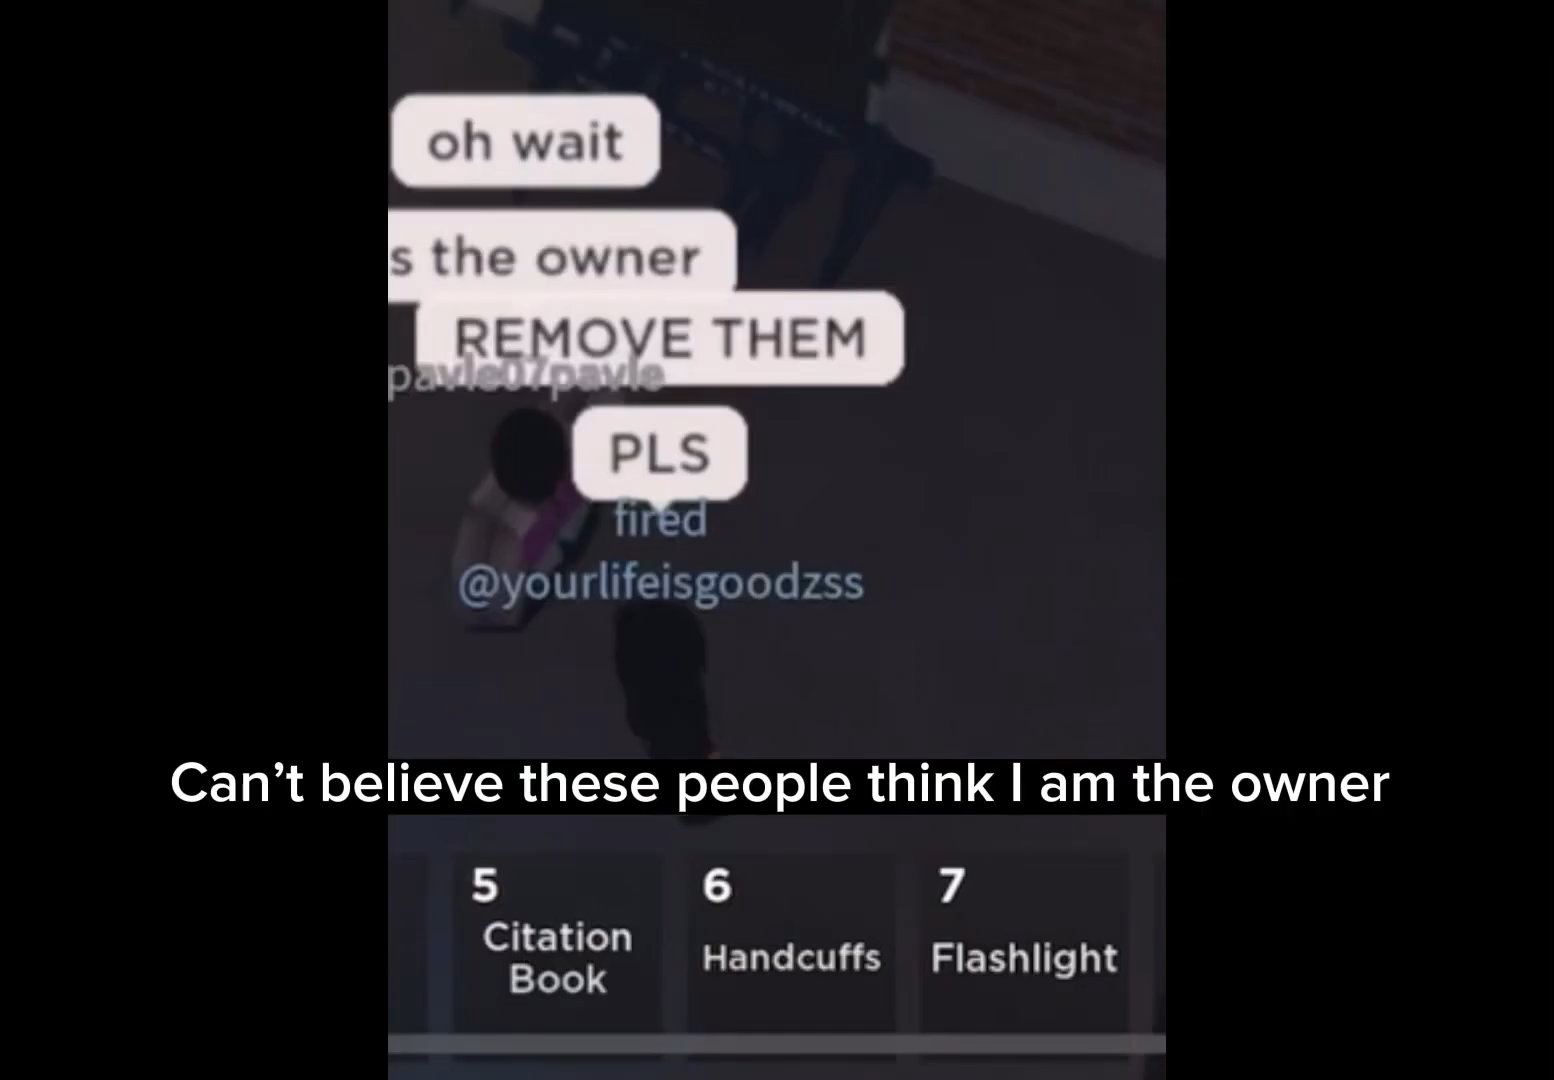 oh wait
s the owner
REMOVE THEM
pavle07pavle
PLS
fired
@yourlifeisgoodzss
Can’t believe these people think I am the owner
5
Citation
Book
6
Handcuffs
7
Flashlight